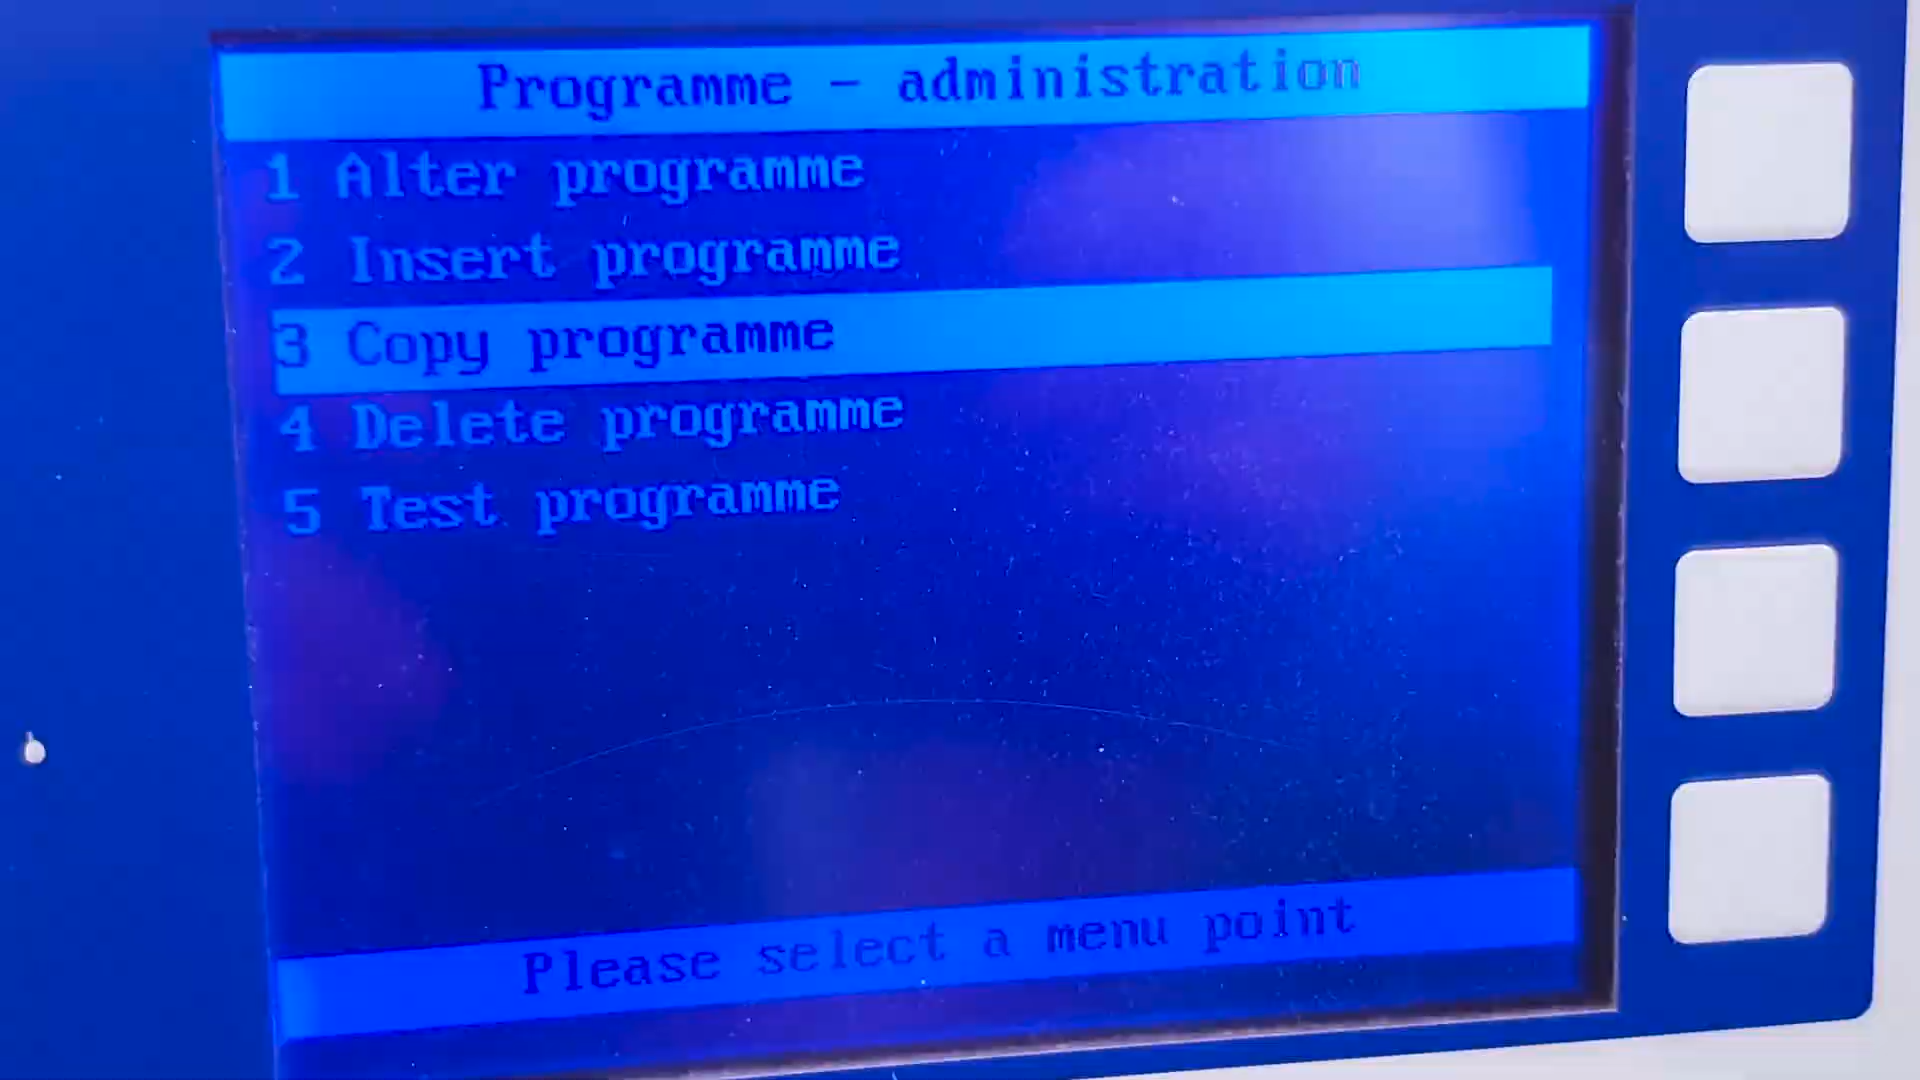 Programme - administration
1 Alter programme
2 Insert programme
3 Copy programme
4 Delete programme
5 Test programme
Please select a menu point